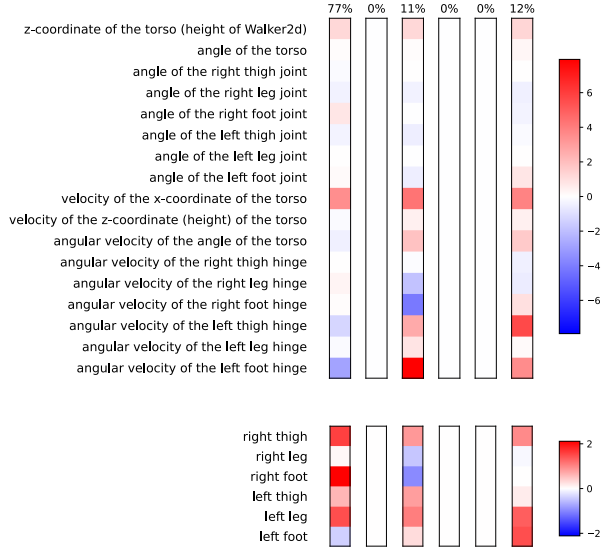 77% 0% 11% 0% 0% 12%
z-coordinate of the torso (height of Walker2d)
angle of the torso
angle of the right thigh joint
angle of the right leg joint
angle of the right foot joint
angle of the left thigh joint
angle of the left leg joint
angle of the left foot joint
velocity of the x-coordinate of the torso
velocity of the z-coordinate (height) of the torso
angular velocity of the angle of the torso
angular velocity of the right thigh hinge
angular velocity of the right leg hinge
angular velocity of the right foot hinge
angular velocity of the left thigh hinge
angular velocity of the left leg hinge
angular velocity of the left foot hinge
6
4
2
0
−2
−4
−6
right thigh
right leg
right foot
left thigh
left leg
left foot
2
0
−2